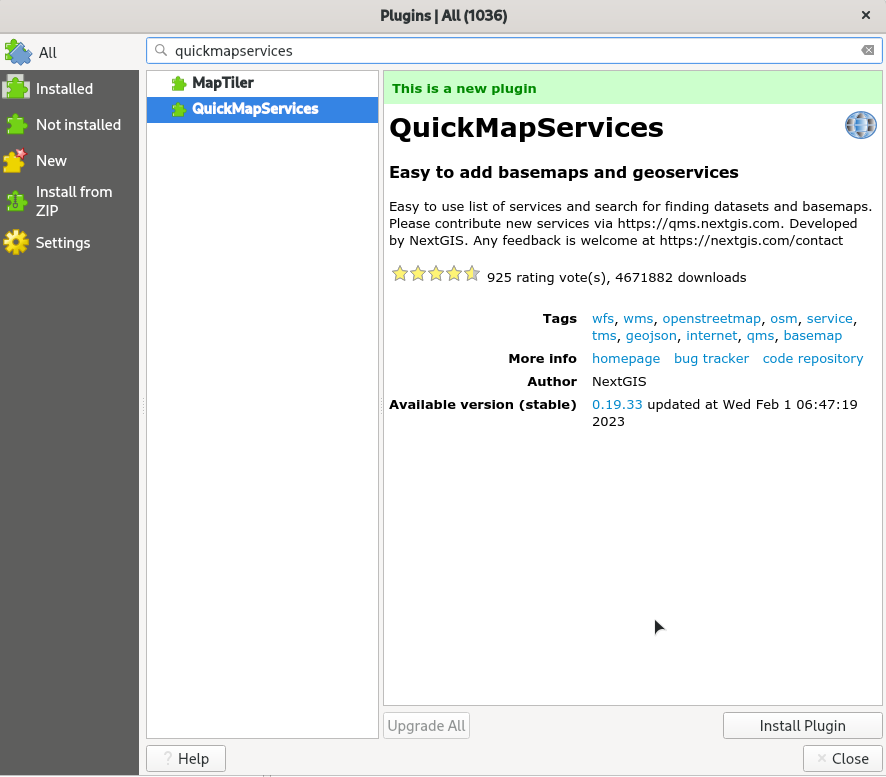 Plugins | All (1036)
All
quickmapservices
Installed
Not installed
New
Install from
ZIP
Settings
MapTiler
QuickMapServices
This is a new plugin
QuickMapServices
Easy to add basemaps and geoservices
Easy to use list of services and search for finding datasets and basemaps.
Please contribute new services via https://qms.nextgis.com. Developed
by NextGIS. Any feedback is welcome at https://nextgis.com/contact
925 rating vote(s), 4671882 downloads
Tags wfs, wms, openstreetmap, osm, service,
tms, geojson, internet, qms, basemap
More info homepage bug tracker code repository
Author NextGIS
Available version (stable) 0.19.33 updated at Wed Feb 1 06:47:19
2023
Upgrade All
Install Plugin
? Help
Close